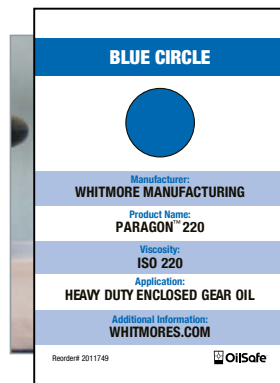 BLUE CIRCLE
Manufacturer:
WHITMORE MANUFACTURING
Product Name:
PARAGON™ 220
Viscosity:
ISO 220
Application:
HEAVY DUTY ENCLOSED GEAR OIL
Additional Information:
WHITMORES.COM
Reorder# 2011749
OilSafe